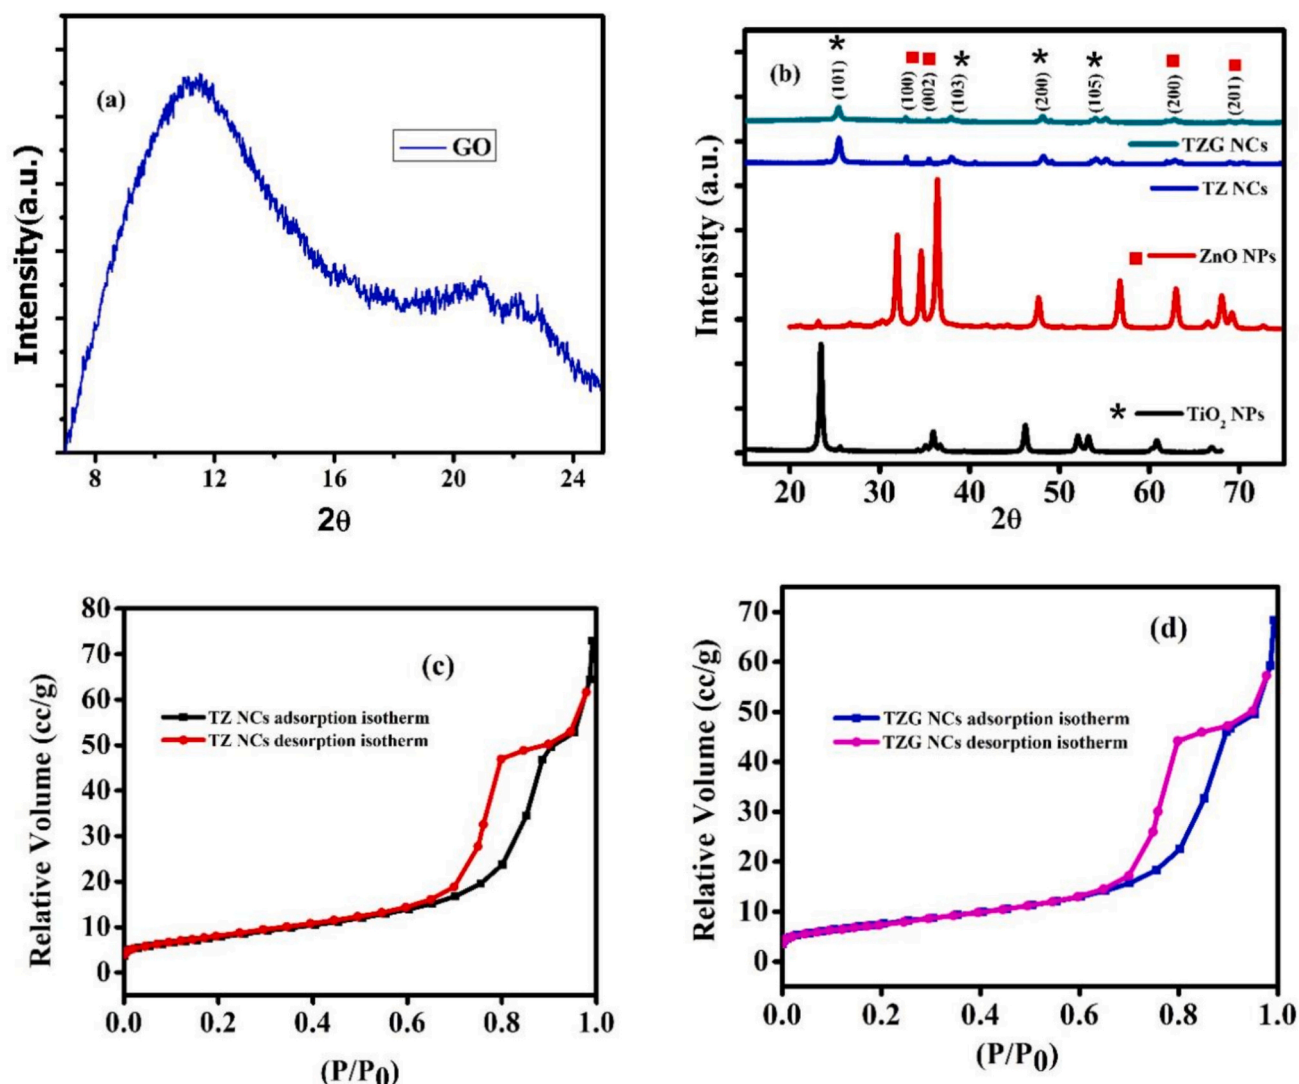 (a)
GO
Intensity(a.u.)
8 12 16 20 24
2θ
(b)
* ■ ■ * * * ■ ■
(101) (100) (002) (103) (200) (105) (200) (201)
TZG NCs
TZ NCs
■ ZnO NPs
* TiO₂ NPs
Intensity (a.u.)
20 30 40 50 60 70
2θ
(c)
TZ NCs adsorption isotherm
TZ NCs desorption isotherm
Relative Volume (cc/g)
80
70
60
50
40
30
20
10
0
0.0 0.2 0.4 0.6 0.8 1.0
(P/P₀)
(d)
TZG NCs adsorption isotherm
TZG NCs desorption isotherm
Relative Volume (cc/g)
70
60
50
40
30
20
10
0
0.0 0.2 0.4 0.6 0.8 1.0
(P/P₀)